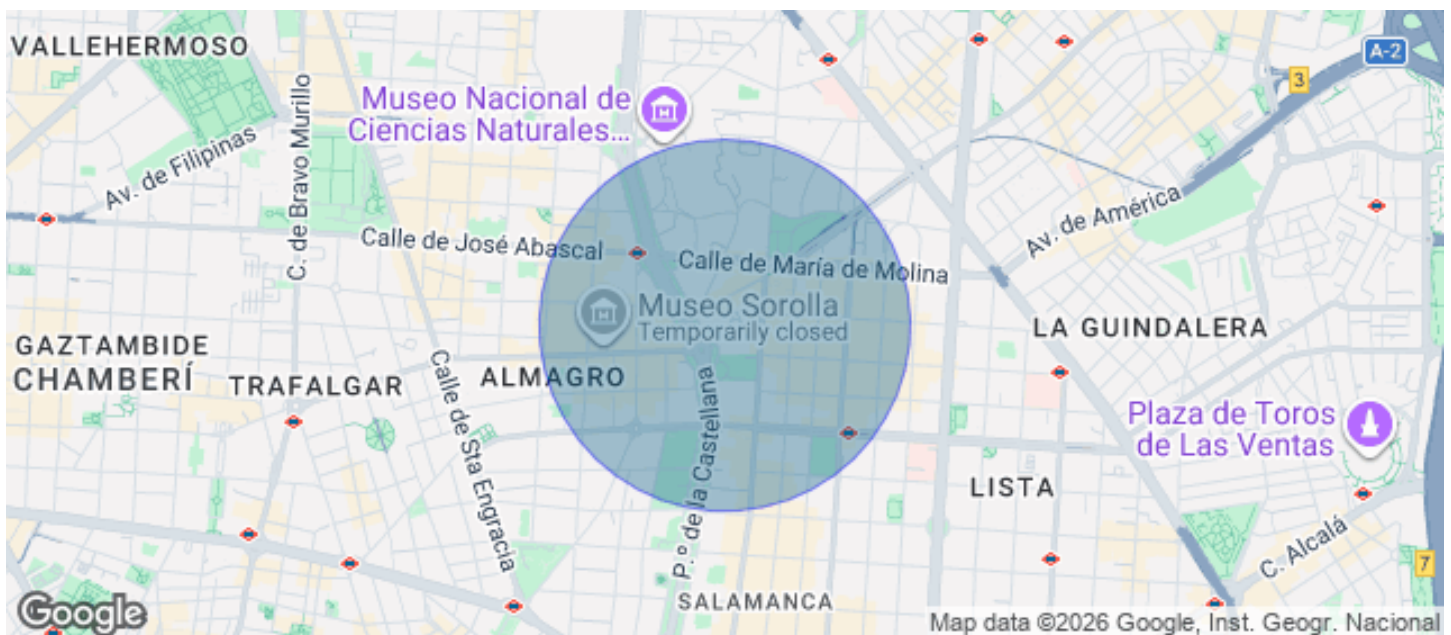 VALLEHERMOSO
A-2
3
Museo Nacional de
Ciencias Naturales...
Av. de Filipinas
C. de Bravo Murillo
Av. de América
Calle de José Abascal
Calle de María de Molina
Museo Sorolla
Temporarily closed
LA GUINDALERA
GAZTAMBIDE
CHAMBERÍ
TRAFALGAR
ALMAGRO
Calle de Sta Engracia
P.º de la Castellana
Plaza de Toros
de Las Ventas
LISTA
C. Alcalá
7
SALAMANCA
Google
Map data ©2026 Google, Inst. Geogr. Nacional